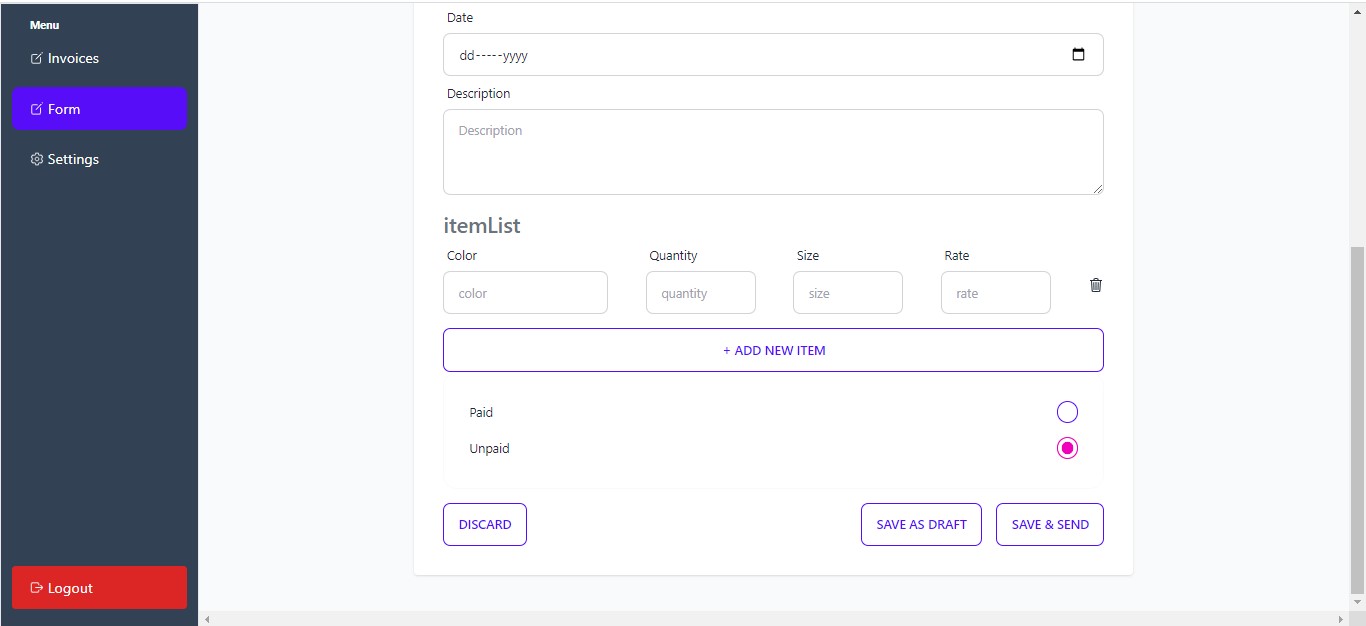 Menu
Invoices
Form
Settings
Logout
Date
dd-----yyyy
Description
Description
itemList
Color Quantity Size Rate
color quantity size rate
+ ADD NEW ITEM
Paid
Unpaid
DISCARD SAVE AS DRAFT SAVE & SEND